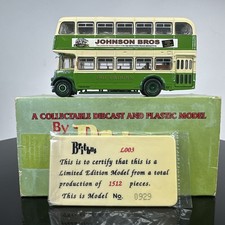 JOHNSON BROS
A COLLECTABLE DIECAST AND PLASTIC MODEL
By
Britbus
L003
This is to certify that this is a
Limited Edition Model from a total
production of 1512 pieces.
This is Model No. 0929